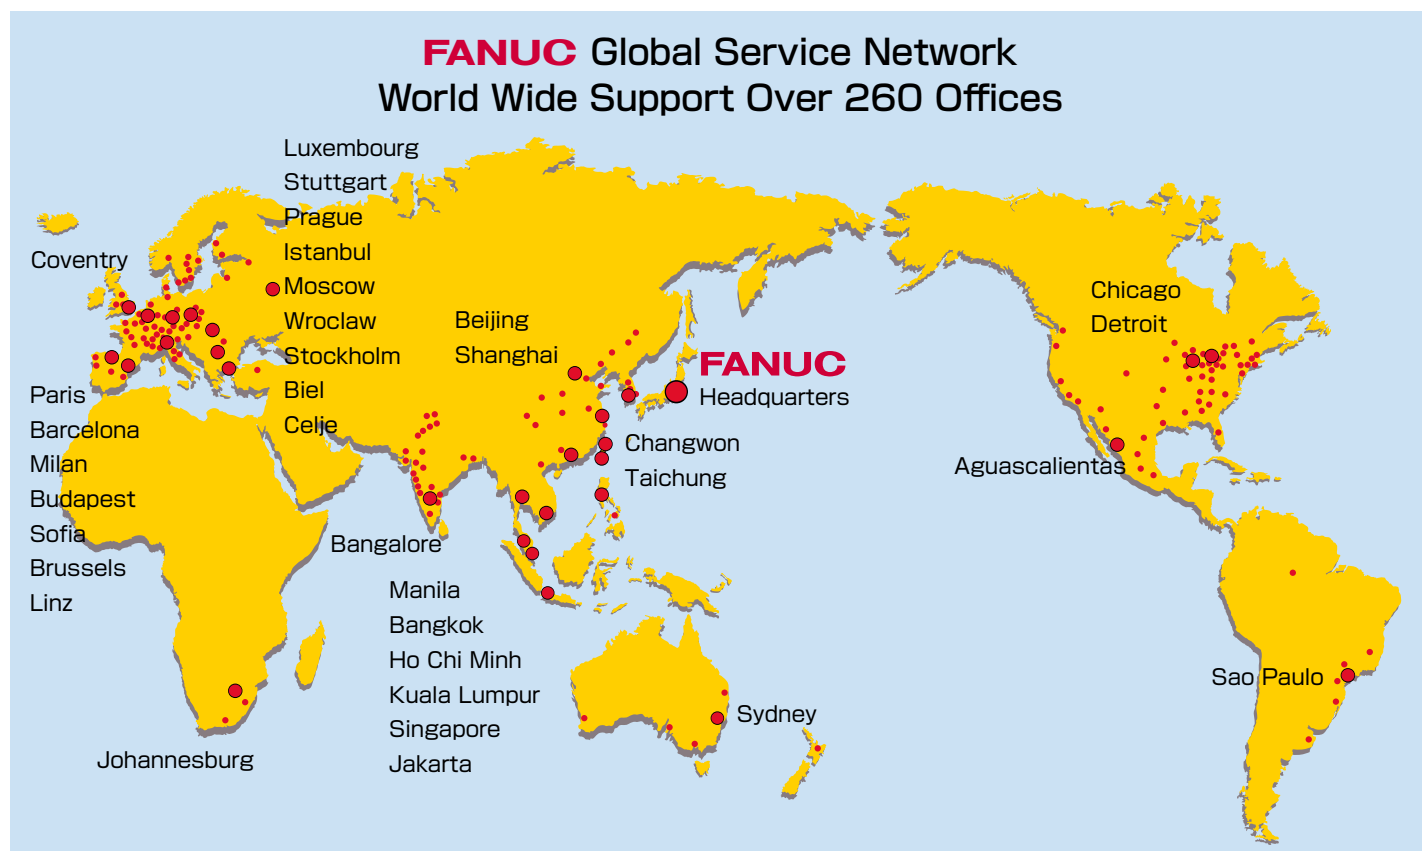 FANUC Global Service Network
World Wide Support Over 260 Offices
Luxembourg
Stuttgart
Prague
Istanbul
Moscow
Wroclaw
Stockholm
Biel
Celje
Coventry
Paris
Barcelona
Milan
Budapest
Sofia
Brussels
Linz
Johannesburg
Beijing
Shanghai
FANUC
Headquarters
Changwon
Taichung
Bangalore
Manila
Bangkok
Ho Chi Minh
Kuala Lumpur
Singapore
Jakarta
Sydney
Chicago
Detroit
Aguascalientas
Sao Paulo